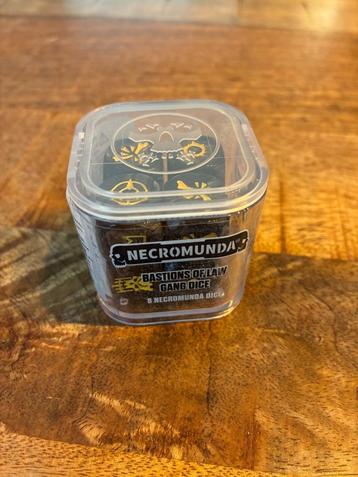 NECROMUNDA
BASTIONS OF LAW
GANG DICE
8 NECROMUNDA DICE